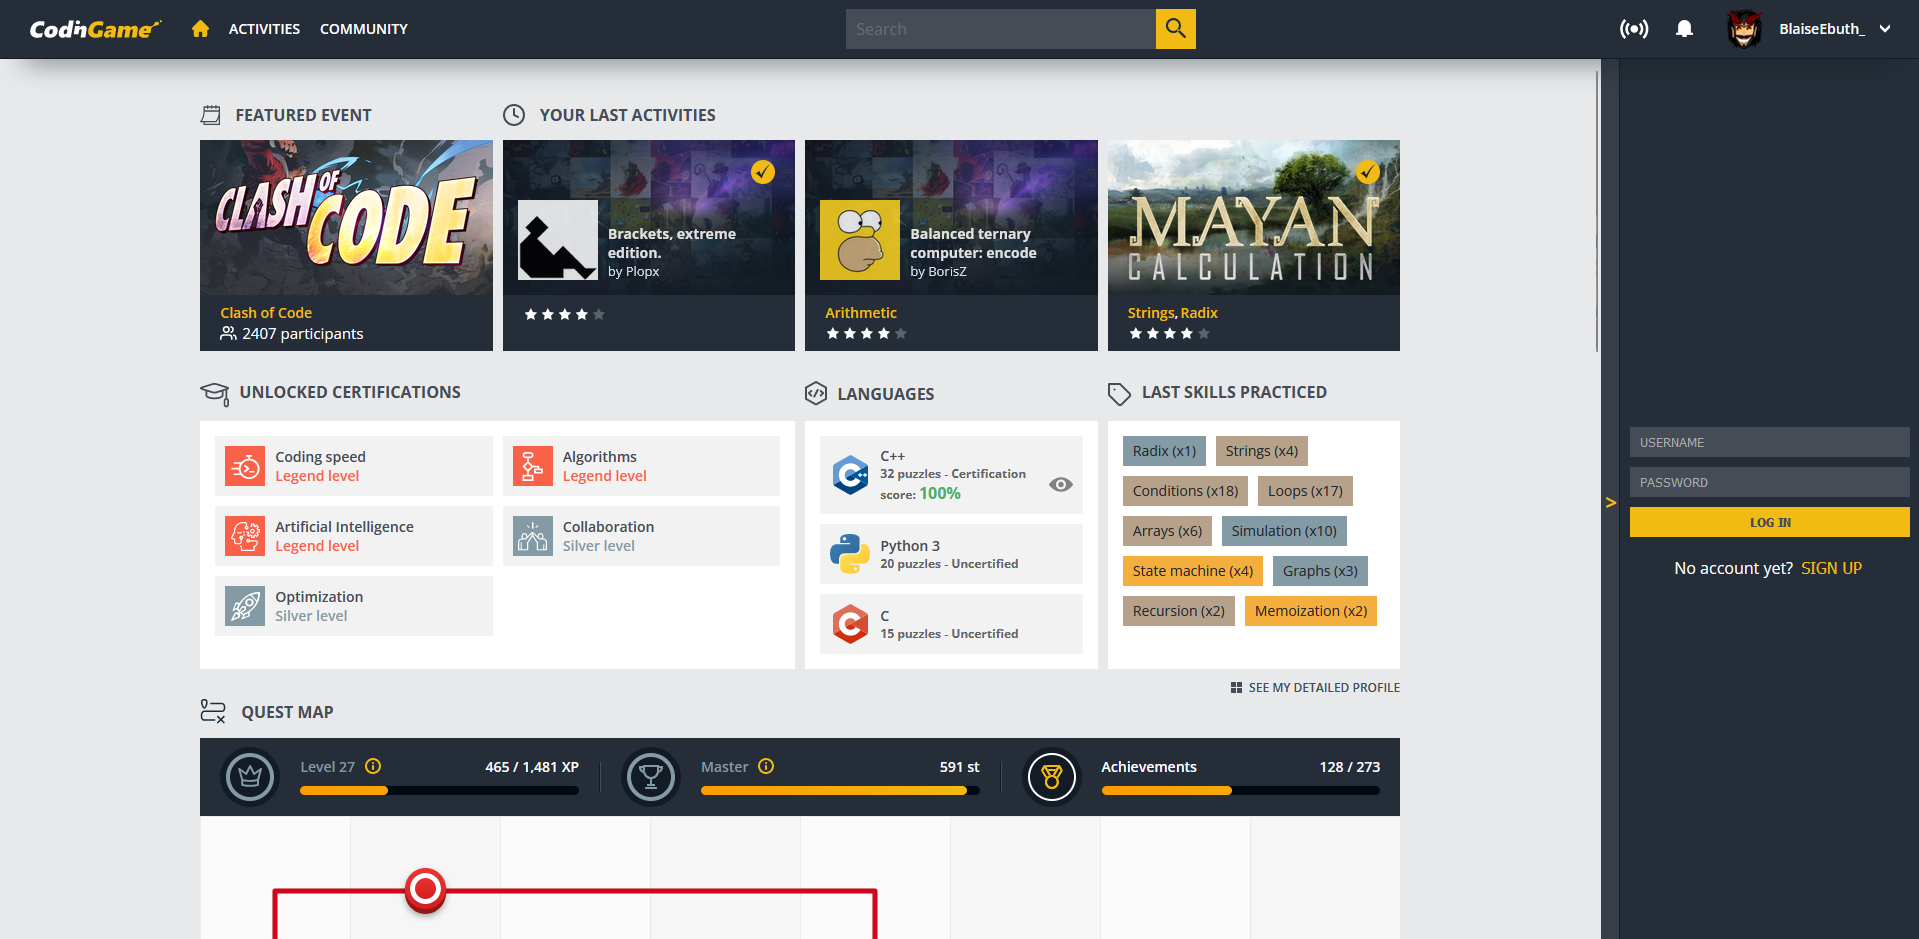 CodinGame
ACTIVITIES
COMMUNITY
Search
BlaiseEbuth_
FEATURED EVENT
YOUR LAST ACTIVITIES
CLASH OF CODE
Clash of Code
2407 participants
Brackets, extreme
edition.
by Plopx
Balanced ternary
computer: encode
by BorisZ
Arithmetic
MAYAN
CALCULATION
Strings, Radix
UNLOCKED CERTIFICATIONS
Coding speed
Legend level
Algorithms
Legend level
Artificial Intelligence
Legend level
Collaboration
Silver level
Optimization
Silver level
LANGUAGES
C++
32 puzzles - Certification
score: 100%
Python 3
20 puzzles - Uncertified
C
15 puzzles - Uncertified
LAST SKILLS PRACTICED
Radix (x1)
Strings (x4)
Conditions (x18)
Loops (x17)
Arrays (x6)
Simulation (x10)
State machine (x4)
Graphs (x3)
Recursion (x2)
Memoization (x2)
SEE MY DETAILED PROFILE
QUEST MAP
Level 27
465 / 1,481 XP
Master
591 st
Achievements
128 / 273
>
USERNAME
PASSWORD
LOG IN
No account yet? SIGN UP